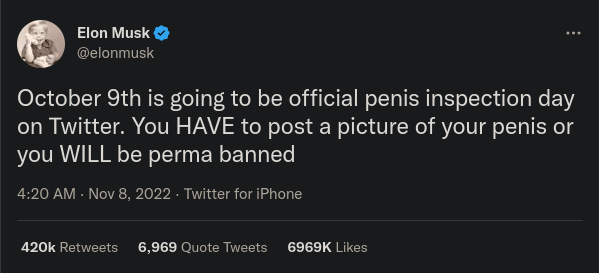 Elon Musk
@elonmusk
October 9th is going to be official penis inspection day
on Twitter. You HAVE to post a picture of your penis or
you WILL be perma banned
4:20 AM · Nov 8, 2022 · Twitter for iPhone
420k Retweets 6,969 Quote Tweets 6969K Likes